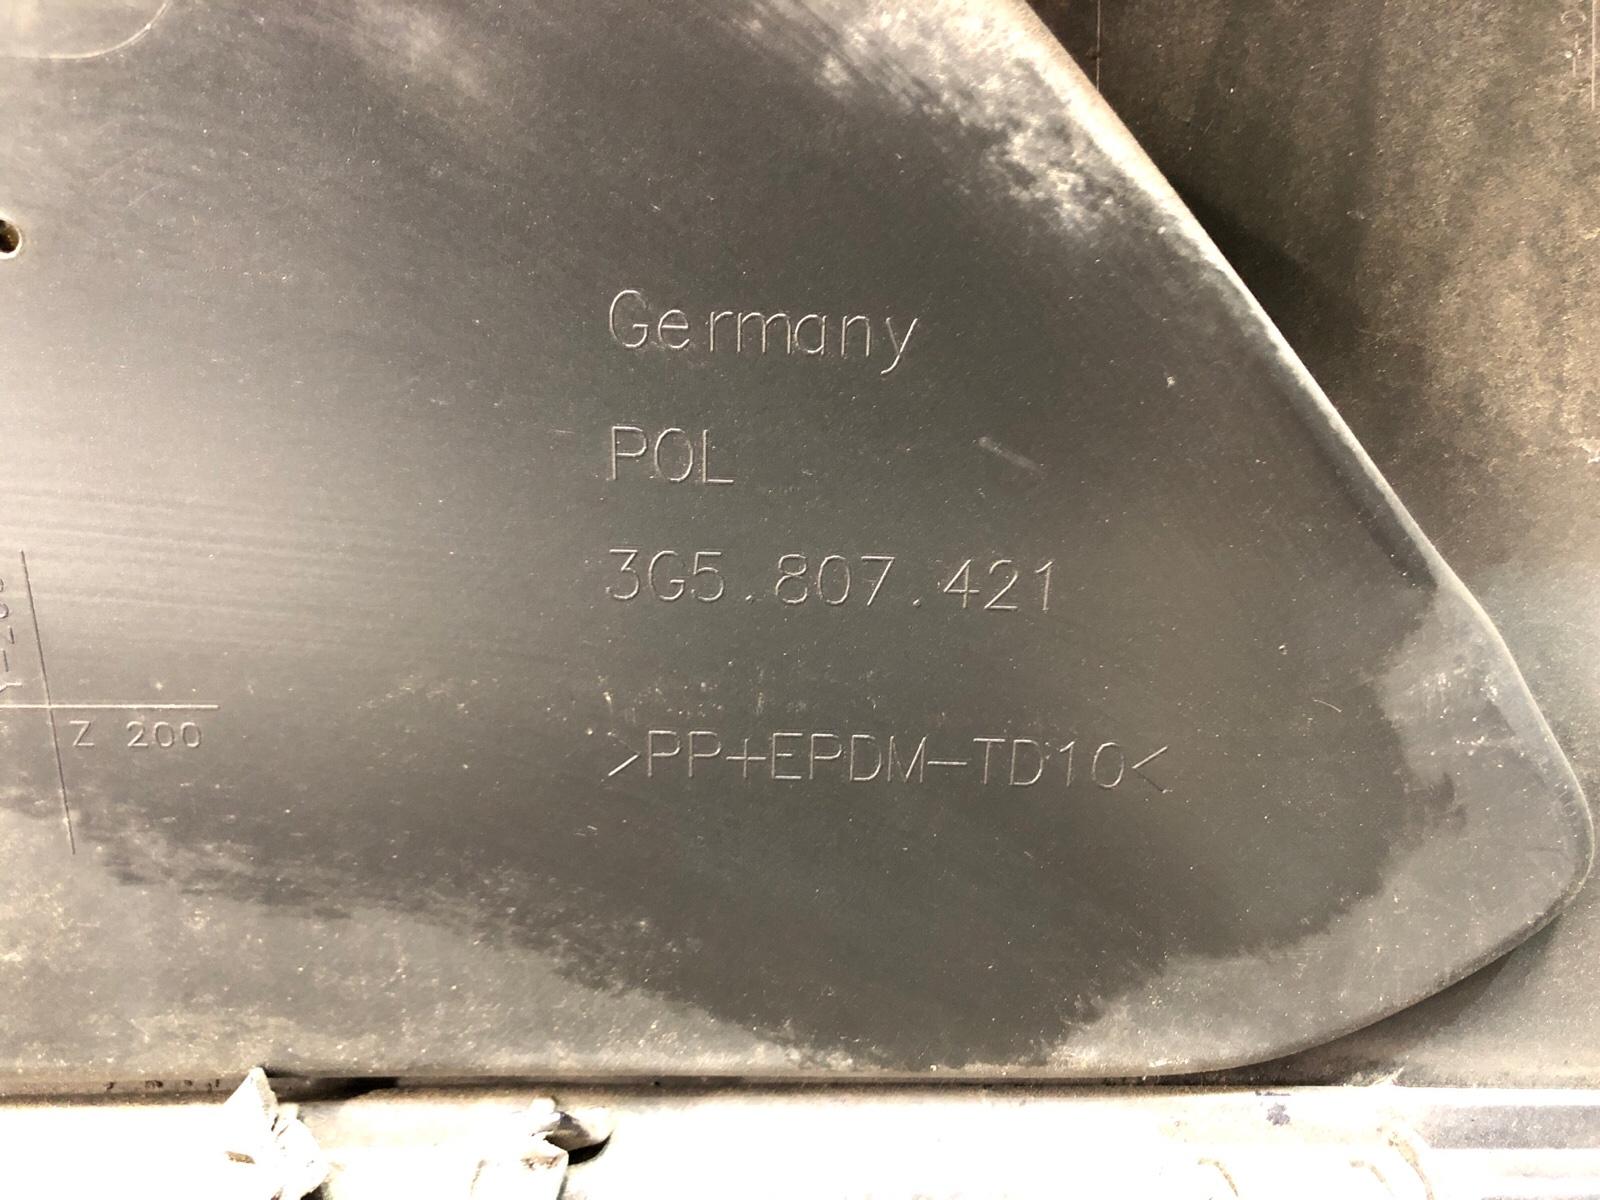 Germany
POL
3G5.807.421
Z 200
>PP+EPDM-TD10<